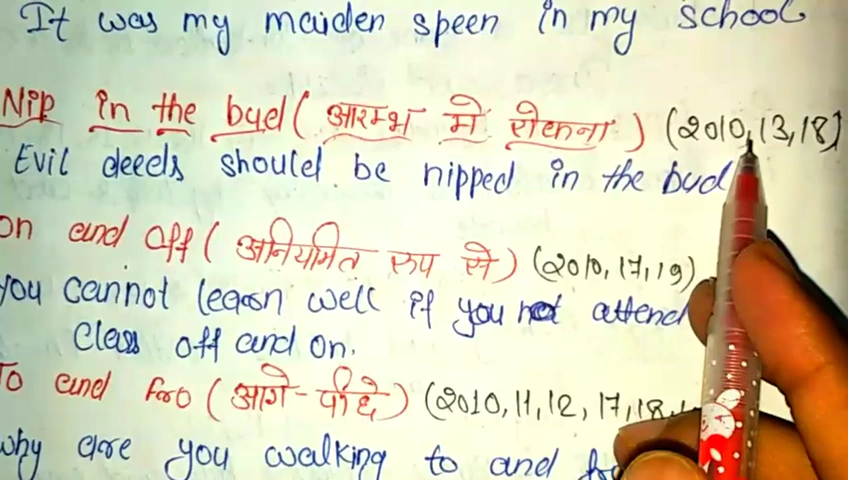 It was my maiden speen in my school
Nip in the bud ( आरम्भ मे रोकना ) (2010,13,18)
Evil deeds should be nipped in the bud
on and off ( अनियमित रुप से ) (2010,17,19)
you cannot learn well if you not attend
class off and on.
To and fro ( आगे-पीछे ) (2010,11,12,17,18,
why are you walking to and